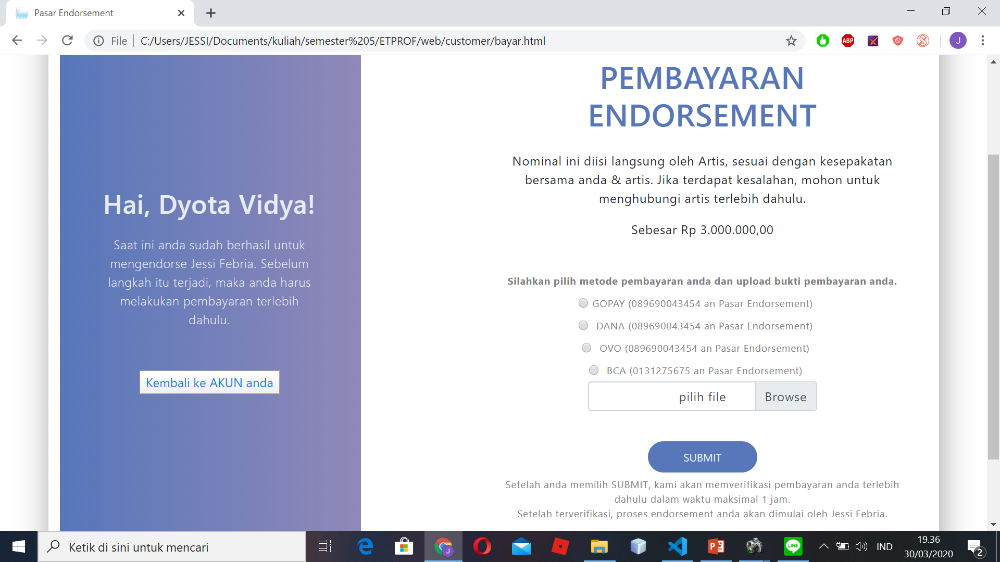 Pasar Endorsement
File
C:/Users/JESSI/Documents/kuliah/semester%205/ETPROF/web/customer/bayar.html
ABP
J
Hai, Dyota Vidya!
Saat ini anda sudah berhasil untuk
mengendorse Jessi Febria. Sebelum
langkah itu terjadi, maka anda harus
melakukan pembayaran terlebih
dahulu.
Kembali ke AKUN anda
PEMBAYARAN
ENDORSEMENT
Nominal ini diisi langsung oleh Artis, sesuai dengan kesepakatan
bersama anda & artis. Jika terdapat kesalahan, mohon untuk
menghubungi artis terlebih dahulu.
Sebesar Rp 3.000.000,00
Silahkan pilih metode pembayaran anda dan upload bukti pembayaran anda.
GOPAY (089690043454 an Pasar Endorsement)
DANA (089690043454 an Pasar Endorsement)
OVO (089690043454 an Pasar Endorsement)
BCA (0131275675 an Pasar Endorsement)
pilih file Browse
SUBMIT
Setelah anda memilih SUBMIT, kami akan memverifikasi pembayaran anda terlebih
dahulu dalam waktu maksimal 1 jam.
Setelah terverifikasi, proses endorsement anda akan dimulai oleh Jessi Febria.
Ketik di sini untuk mencari
J
LINE
IND
19.36
30/03/2020
2